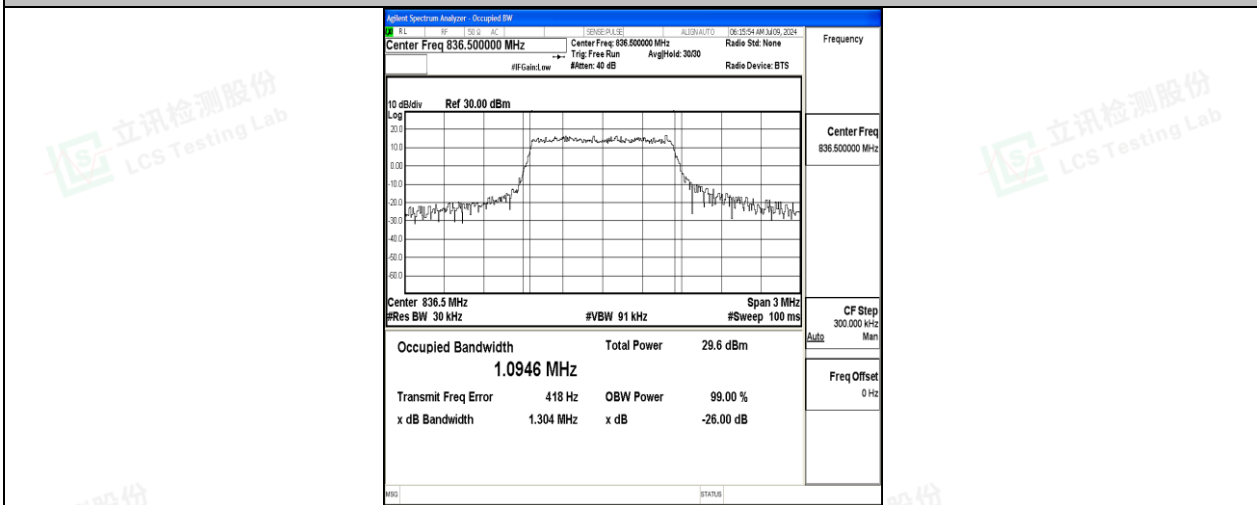 Agilent Spectrum Analyzer - Occupied BW
RL RF 50 Ω AC SENSE:PULSE ALIGNAUTO 06:15:54 AM Jul 09, 2024
Center Freq 836.500000 MHz
Center Freq: 836.500000 MHz
Radio Std: None
Trig: Free Run Avg|Hold: 30/30
#IFGain:Low #Atten: 40 dB Radio Device: BTS
Frequency
10 dB/div Ref 30.00 dBm
Log
20.0
10.0
0.00
-10.0
-20.0
-30.0
-40.0
-50.0
-60.0
Center 836.5 MHz Span 3 MHz
#Res BW 30 kHz #VBW 91 kHz #Sweep 100 ms
Occupied Bandwidth Total Power 29.6 dBm
1.0946 MHz
Transmit Freq Error 418 Hz OBW Power 99.00 %
x dB Bandwidth 1.304 MHz x dB -26.00 dB
Center Freq
836.500000 MHz
CF Step
300.000 kHz
Auto Man
Freq Offset
0 Hz
MSG STATUS
立讯检测股份
LCS Testing Lab
立讯检测股份
LCS Testing Lab